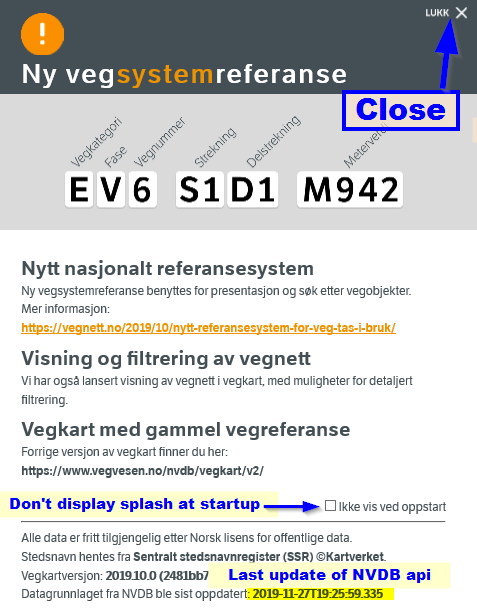 LUKK
!
Ny vegsystemreferanse
Close
Vegkategori Fase Vegnummer Strekning Delstrekning
EV6 S1D1 M942
Nytt nasjonalt referansesystem
Ny vegsystemreferanse benyttes for presentasjon og søk etter vegobjekter.
Mer informasjon:
https://vegnett.no/2019/10/nytt-referansesystem-for-veg-tas-i-bruk/
Visning og filtrering av vegnett
Vi har også lansert visning av vegnett i vegkart, med muligheter for detaljert
filtrering.
Vegkart med gammel vegreferanse
Forrige versjon av vegkart finner du her:
https://www.vegvesen.no/nvdb/vegkart/v2/
Don't display splash at startup Ikke vis ved oppstart
Alle data er fritt tilgjengelig etter Norsk lisens for offentlige data.
Stedsnavn hentes fra Sentralt stedsnavnregister (SSR) ©Kartverket.
Vegkartversjon: 2019.10.0 (2481bb7 Last update of NVDB api
Datagrunnlaget fra NVDB ble sist oppdatert: 2019-11-27T19:25:59.335